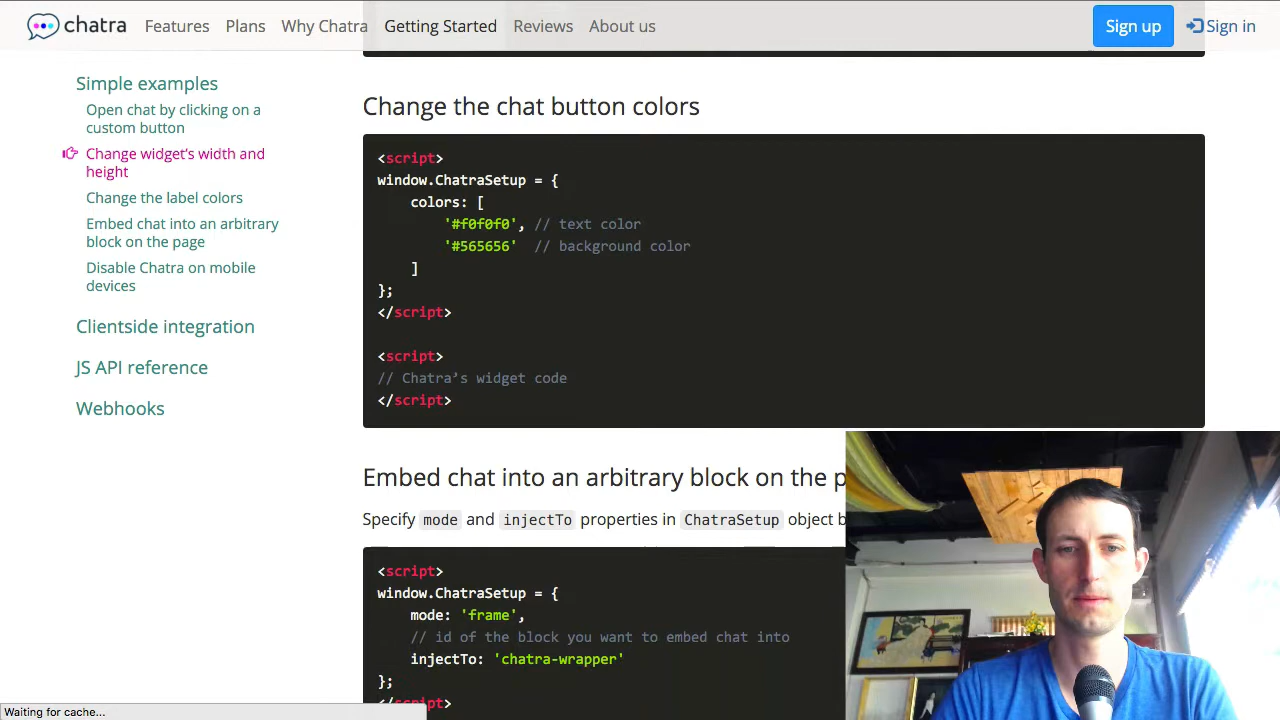 chatra Features Plans Why Chatra Getting Started Reviews About us Sign up Sign in
Simple examples
Open chat by clicking on a
custom button
Change widget's width and
height
Change the label colors
Embed chat into an arbitrary
block on the page
Disable Chatra on mobile
devices
Clientside integration
JS API reference
Webhooks
Change the chat button colors
<script>
window.ChatraSetup = {
colors: [
'#f0f0f0', // text color
'#565656' // background color
]
};
</script>
<script>
// Chatra’s widget code
</script>
Embed chat into an arbitrary block on the p
Specify mode and injectTo properties in ChatraSetup object b
<script>
window.ChatraSetup = {
mode: 'frame',
// id of the block you want to embed chat into
injectTo: 'chatra-wrapper'
};
</script>
Waiting for cache...